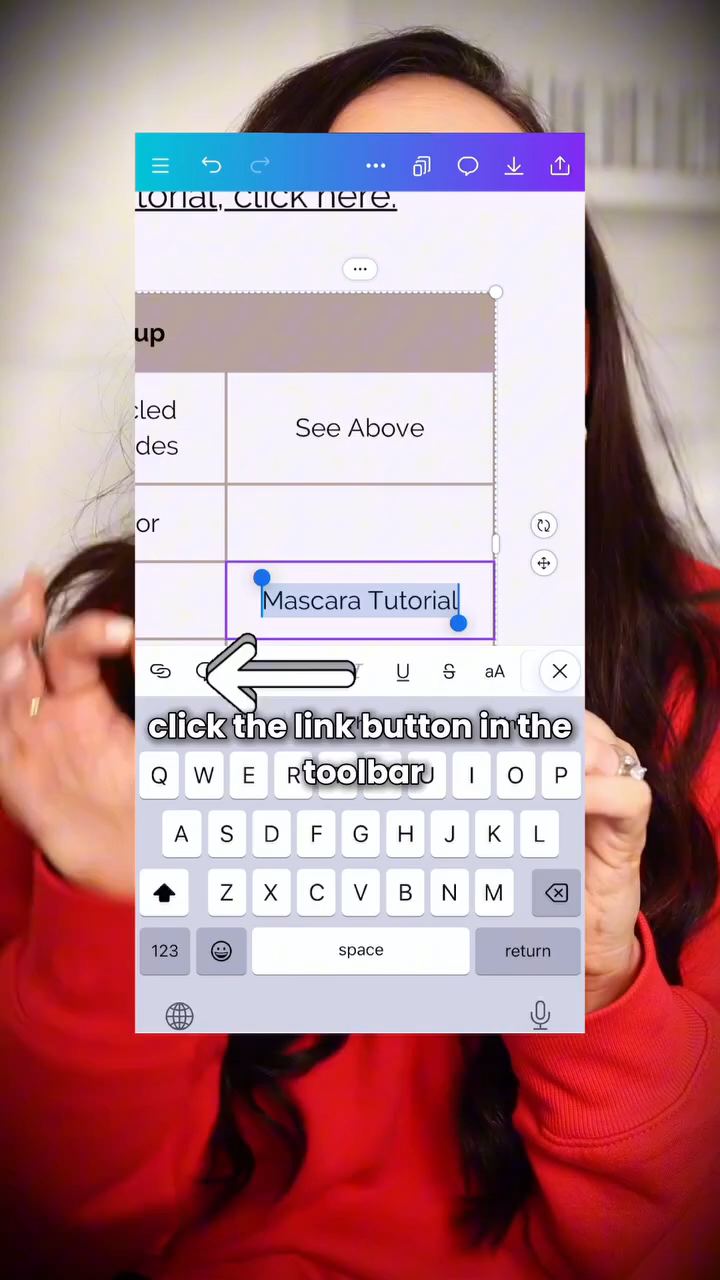 torial, click here.
up
cled
des
See Above
or
Mascara Tutorial
U S aA
click the link button in the
toolbar
Q W E R U I O P
A S D F G H J K L
Z X C V B N M
123 space return